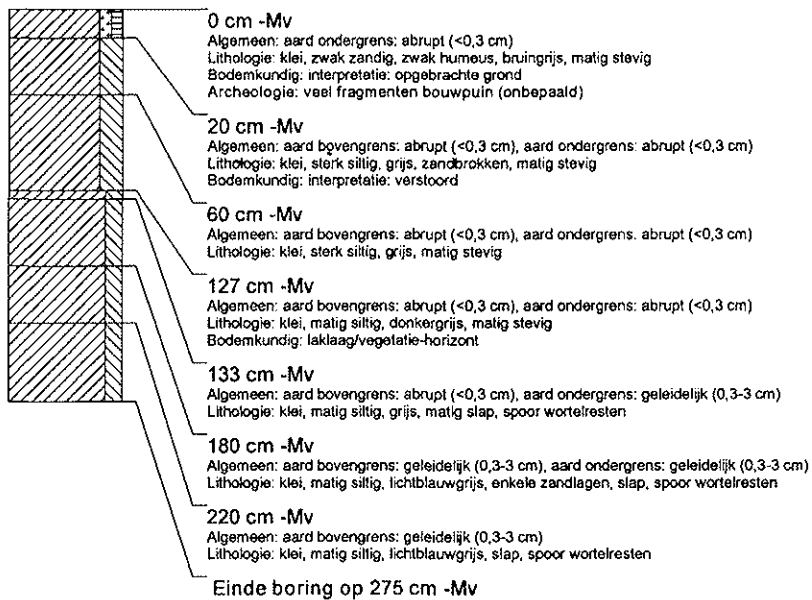 0 cm -Mv
Algemeen: aard ondergrens: abrupt (<0,3 cm)
Lithologie: klei, zwak zandig, zwak humeus, bruingrijs, matig stevig
Bodemkundig: interpretatie: opgebrachte grond
Archeologie: veel fragmenten bouwpuin (onbepaald)
20 cm -Mv
Algemeen: aard bovengrens: abrupt (<0,3 cm), aard ondergrens: abrupt (<0,3 cm)
Lithologie: klei, sterk siltig, grijs, zandbrokken, matig stevig
Bodemkundig: interpretatie: verstoord
60 cm -Mv
Algemeen: aard bovengrens: abrupt (<0,3 cm), aard ondergrens: abrupt (<0,3 cm)
Lithologie: klei, sterk siltig, grijs, matig stevig
127 cm -Mv
Algemeen: aard bovengrens: abrupt (<0,3 cm), aard ondergrens: abrupt (<0,3 cm)
Lithologie: klei, matig siltig, donkergrijs, matig stevig
Bodemkundig: laklaag/vegetatie-horizont
133 cm -Mv
Algemeen: aard bovengrens: abrupt (<0,3 cm), aard ondergrens: geleidelijk (0,3-3 cm)
Lithologie: klei, matig siltig, grijs, matig slap, spoor wortelresten
180 cm -Mv
Algemeen: aard bovengrens: geleidelijk (0,3-3 cm), aard ondergrens: geleidelijk (0,3-3 cm)
Lithologie: klei, matig siltig, lichtblauwgrijs, enkele zandlagen, slap, spoor wortelresten
220 cm -Mv
Algemeen: aard bovengrens: geleidelijk (0,3-3 cm)
Lithologie: klei, matig siltig, lichtblauwgrijs, slap, spoor wortelresten
Einde boring op 275 cm -Mv